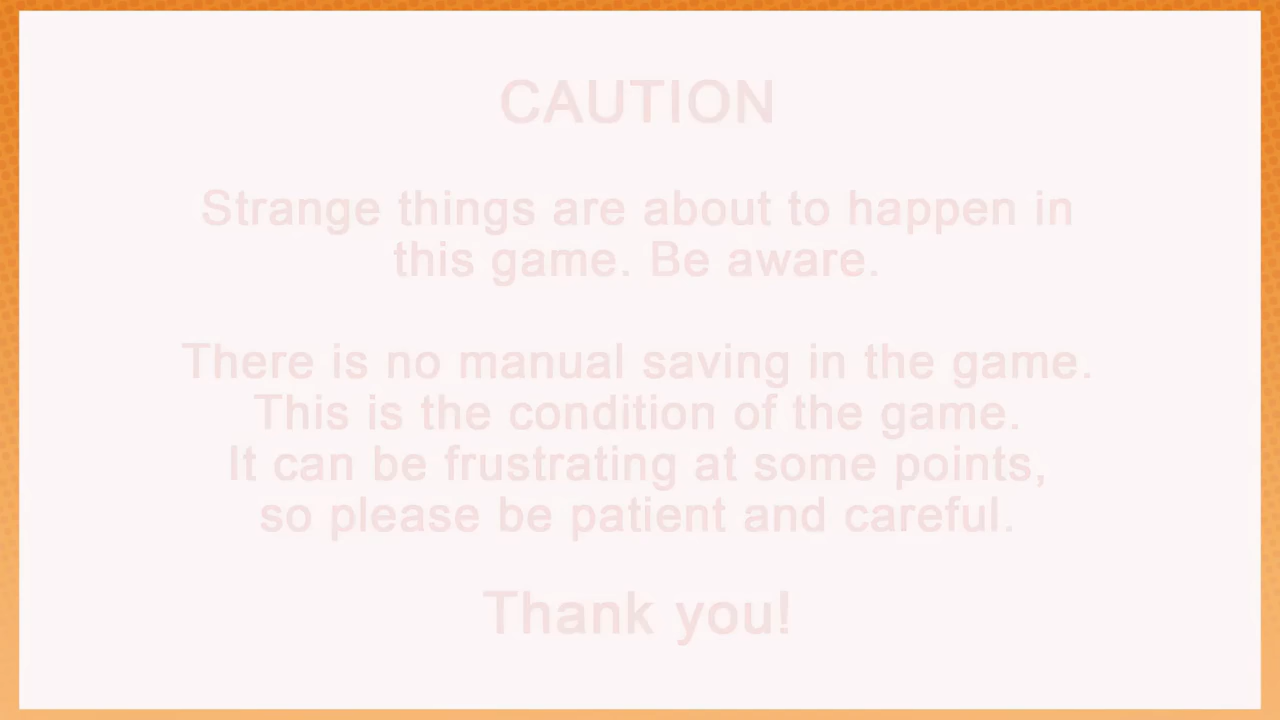 CAUTION
Strange things are about to happen in
this game. Be aware.
There is no manual saving in the game.
This is the condition of the game.
It can be frustrating at some points,
so please be patient and careful.
Thank you!